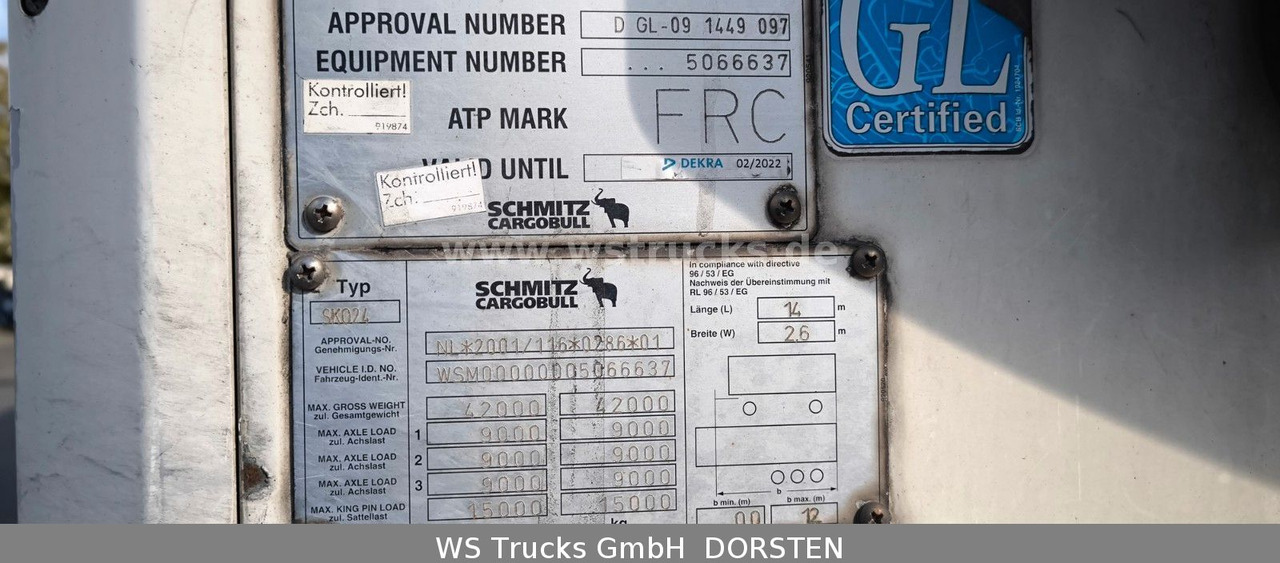 APPROVAL NUMBER D GL-09 1449 097
EQUIPMENT NUMBER ... 5066637
Kontrolliert!
Zch.
919874
ATP MARK FRC
UNTIL DEKRA 02/2022
Kontrolliert!
Zch.
919874
SCHMITZ
CARGOBULL
GL
Certified
www.wstrucks.de
Typ
SKO24
SCHMITZ
CARGOBULL
APPROVAL-NO.
Genehmigungs-Nr.
NL*2001/116*0286*01
VEHICLE I.D. NO.
Fahrzeug-Ident.-Nr.
WSM00000005066637
MAX. GROSS WEIGHT
zul. Gesamtgewicht
42000 42000
MAX. AXLE LOAD
zul. Achslast
1 9000 9000
MAX. AXLE LOAD
zul. Achslast
2 9000 9000
MAX. AXLE LOAD
zul. Achslast
3 9000 9000
MAX. KING PIN LOAD
zul. Sattellast
15000 15000
kg
In compliance with directive
96 / 53 / EG
Nachweis der Übereinstimmung mit
RL 96 / 53 / EG
Länge (L) 14 m
Breite (W) 2.6 m
b
b min. (m) b max. (m)
00 12
WS Trucks GmbH DORSTEN